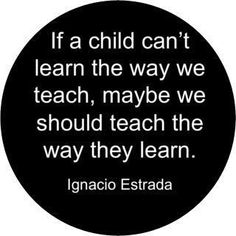 If a child can't
learn the way we
teach, maybe we
should teach the
way they learn.
Ignacio Estrada